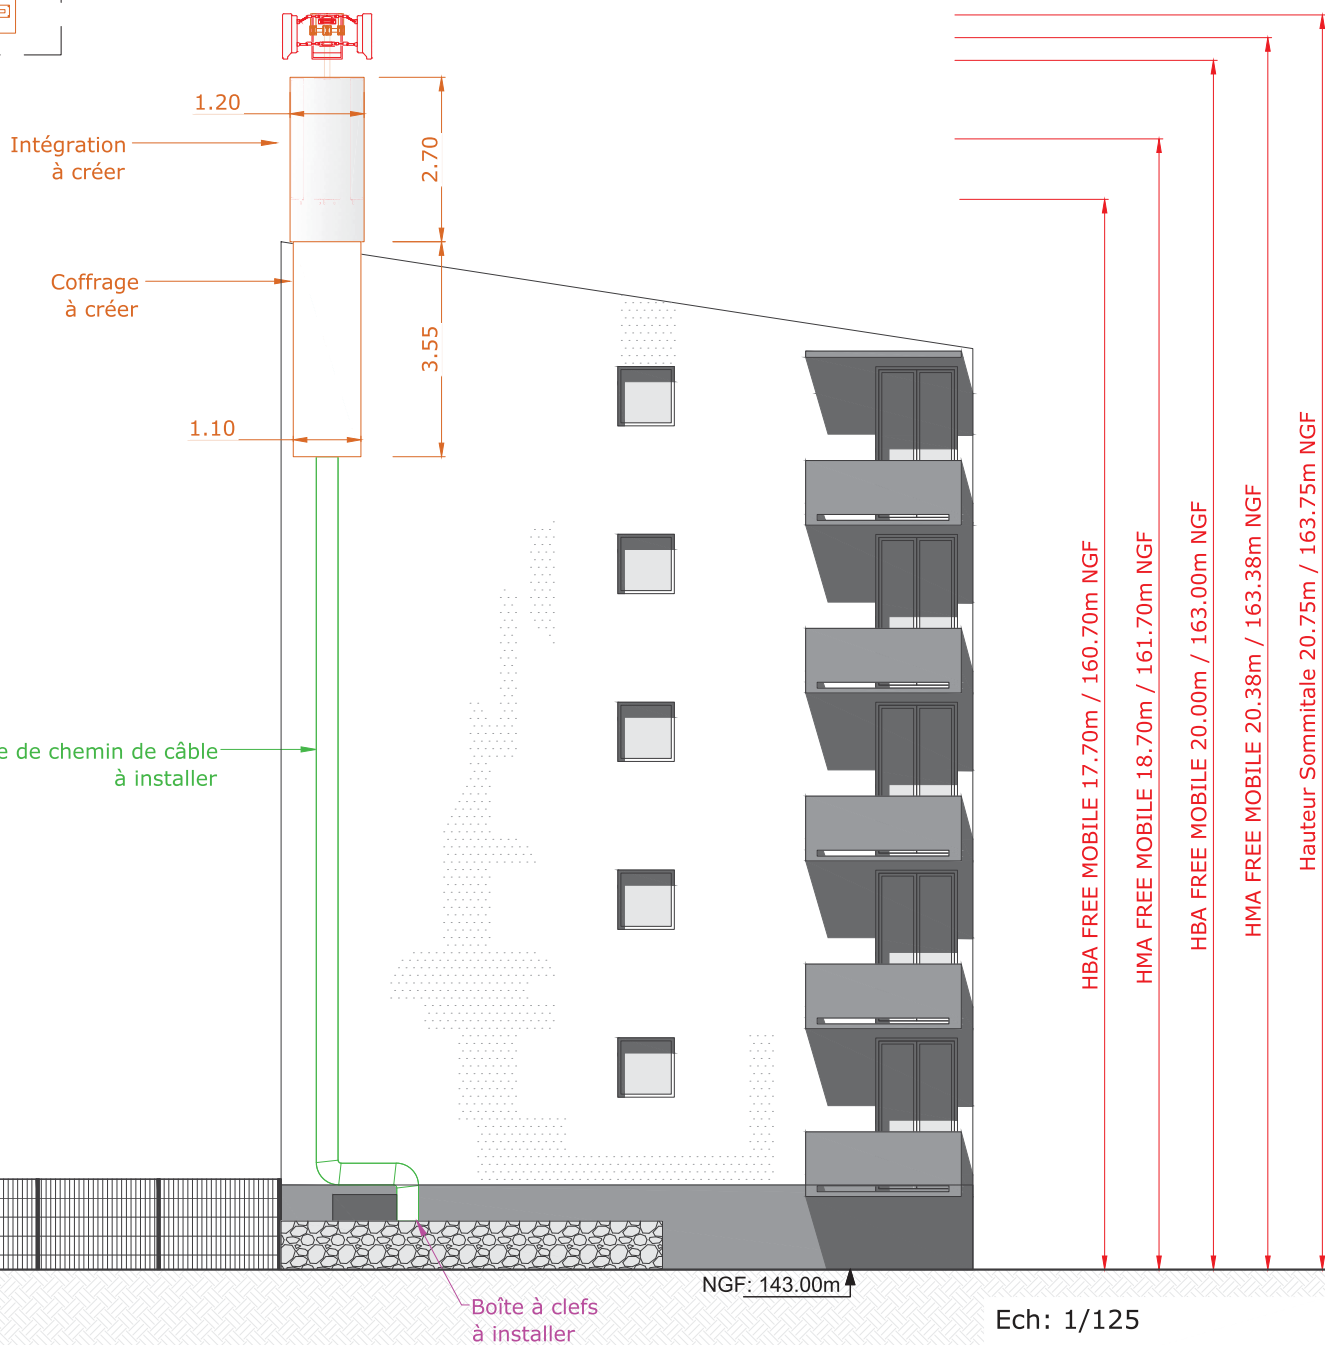 1.20
Intégration
à créer
2.70
Coffrage
à créer
3.55
1.10
de chemin de câble
à installer
HBA FREE MOBILE 17.70m / 160.70m NGF
HMA FREE MOBILE 18.70m / 161.70m NGF
HBA FREE MOBILE 20.00m / 163.00m NGF
HMA FREE MOBILE 20.38m / 163.38m NGF
Hauteur Sommitale 20.75m / 163.75m NGF
NGF: 143.00m
Boîte à clefs
à installer
Ech: 1/125